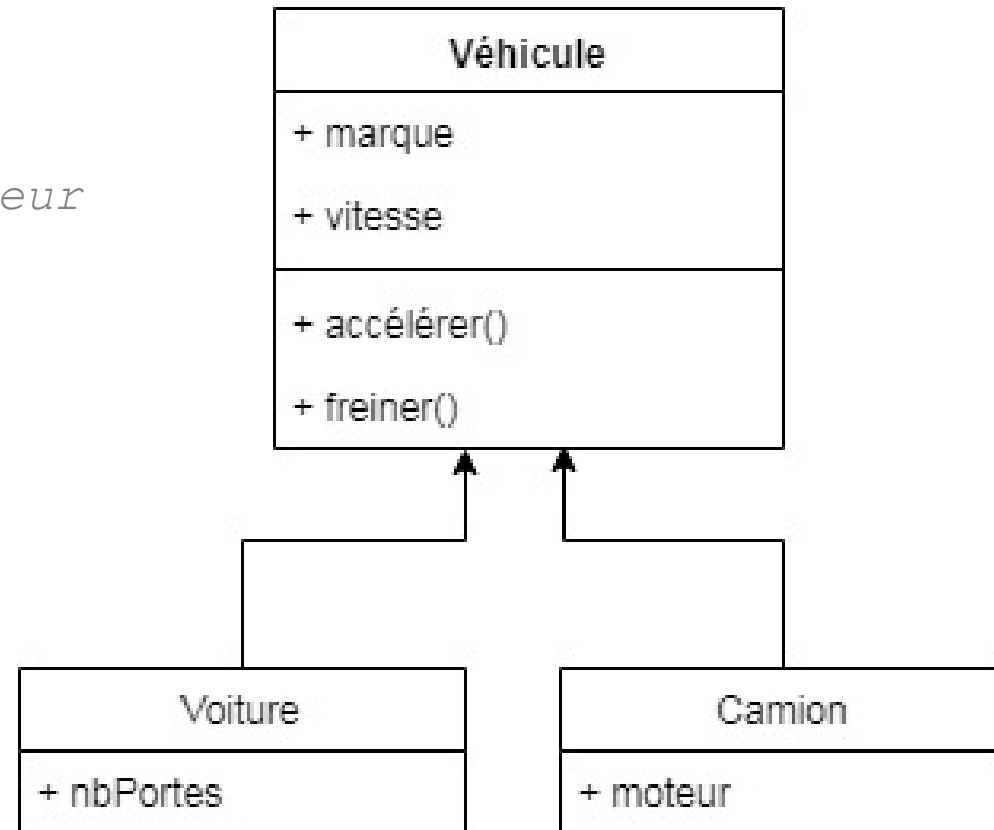 Véhicule
+ marque
eur
+ vitesse
+ accélérer()
+ freiner()
Voiture
Camion
+ nbPortes
+ moteur